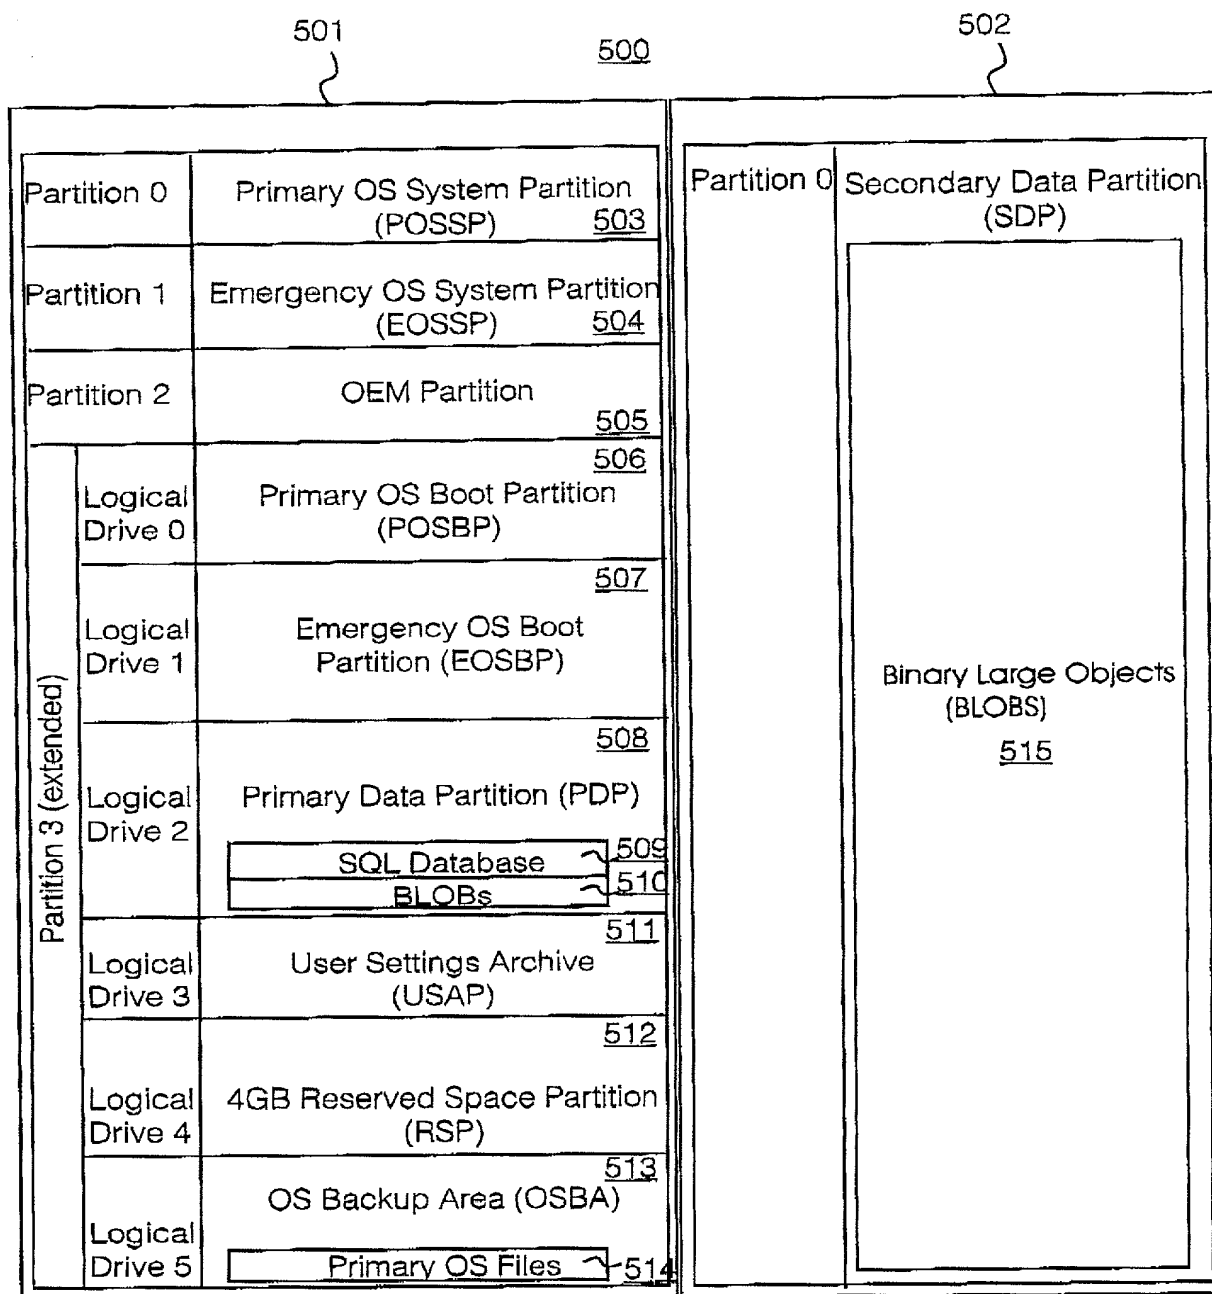 501
500
502
Partition 0
Primary OS System Partition
(POSSP)
503
Partition 1
Emergency OS System Partition
(EOSSP)
504
Partition 2
OEM Partition
505
Partition 3 (extended)
506
Logical
Drive 0
Primary OS Boot Partition
(POSBP)
507
Logical
Drive 1
Emergency OS Boot
Partition (EOSBP)
508
Logical
Drive 2
Primary Data Partition (PDP)
SQL Database
509
BLOBs
510
511
Logical
Drive 3
User Settings Archive
(USAP)
512
Logical
Drive 4
4GB Reserved Space Partition
(RSP)
513
OS Backup Area (OSBA)
Logical
Drive 5
Primary OS Files
514
Partition 0
Secondary Data Partition
(SDP)
Binary Large Objects
(BLOBS)
515